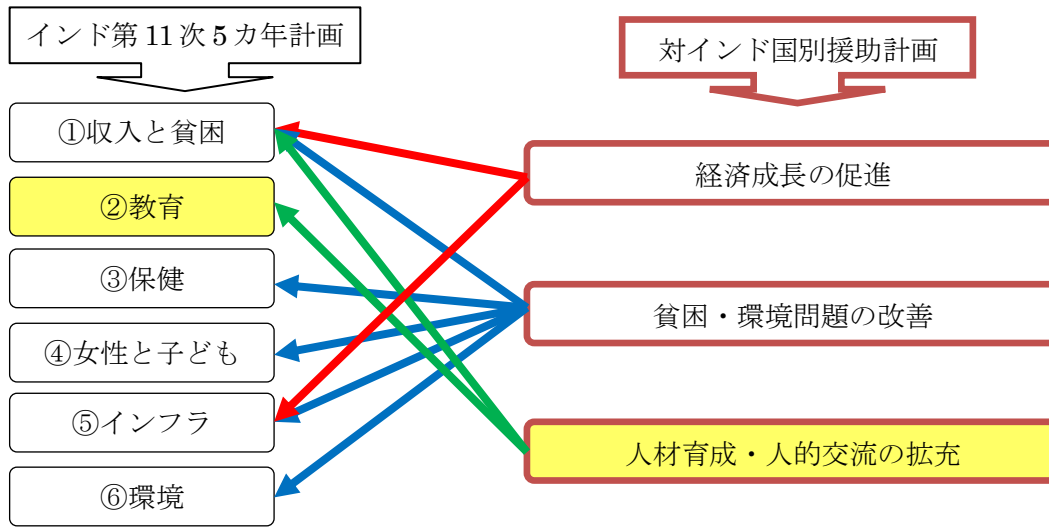 インド第 11 次 5 カ年計画
①収入と貧困
②教育
③保健
④女性と子ども
⑤インフラ
⑥環境
対インド国別援助計画
経済成長の促進
貧困・環境問題の改善
人材育成・人的交流の拡充